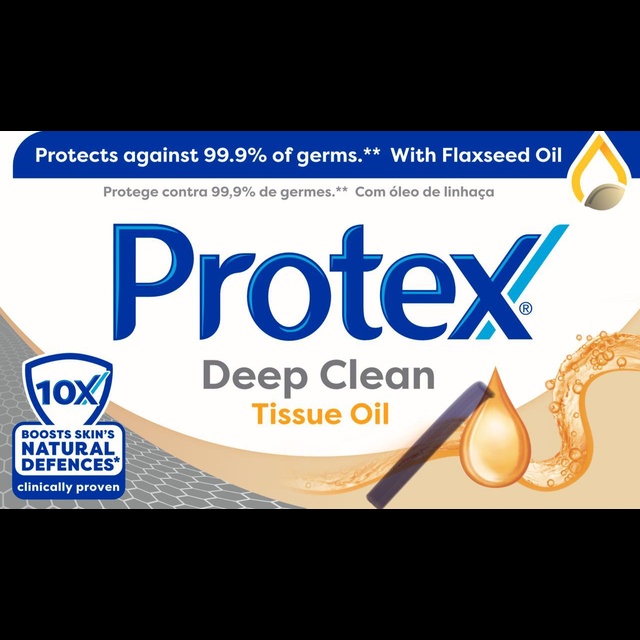 Protects against 99.9% of germs.** With Flaxseed Oil
Protege contra 99,9% de germes.** Com óleo de linhaça
Protex®
Deep Clean
Tissue Oil
10X
BOOSTS SKIN'S
NATURAL
DEFENCES*
clinically proven